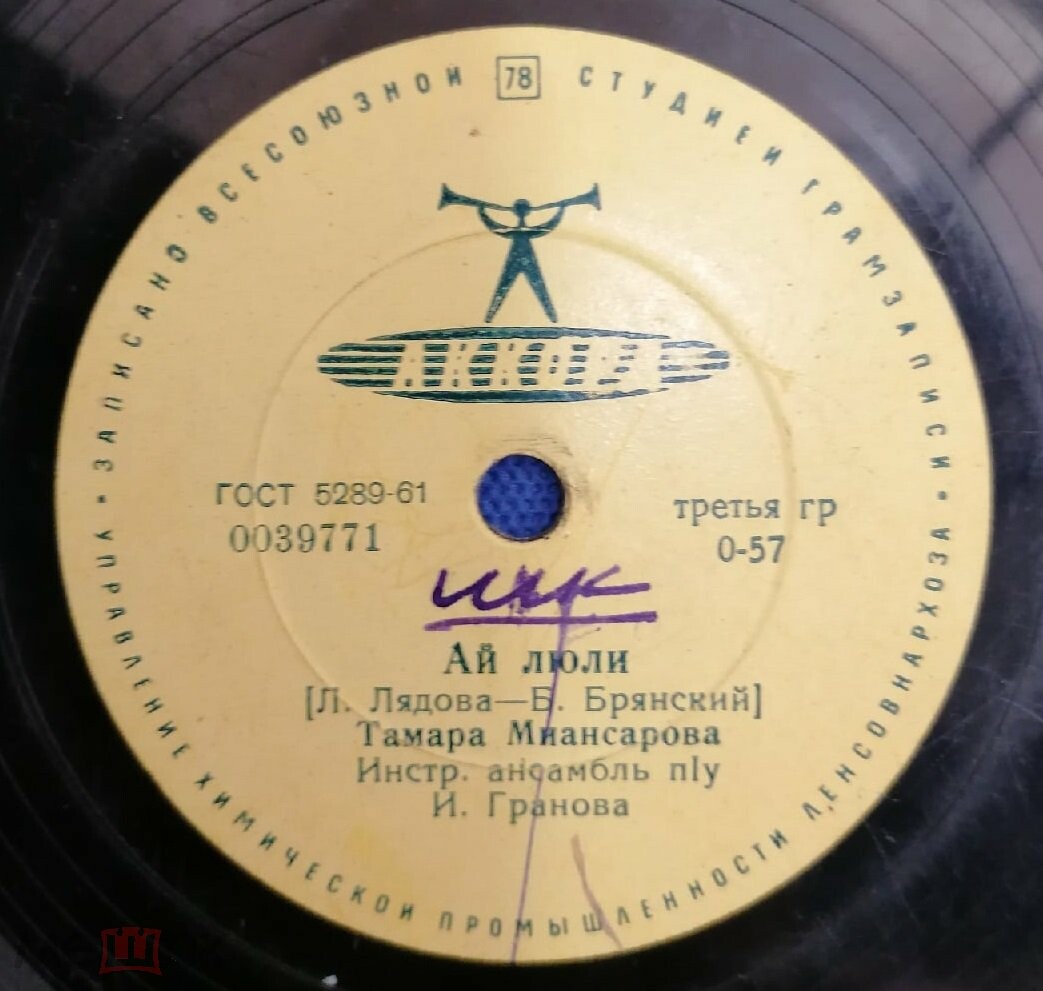 ЗАПИСАНО ВСЕСОЮЗНОЙ 78 СТУДИЕЙ ГРАМЗАПИСИ
АККОРД
ГОСТ 5289-61
0039771
третья гр
0-57
Ай люли
[Л. Лядова—Б. Брянский]
Тамара Миансарова
Инстр. ансамбль п/у
И. Гранова
• УПРАВЛЕНИЕ ХИМИЧЕСКОЙ ПРОМЫШЛЕННОСТИ ЛЕНСОВНАРХОЗА •